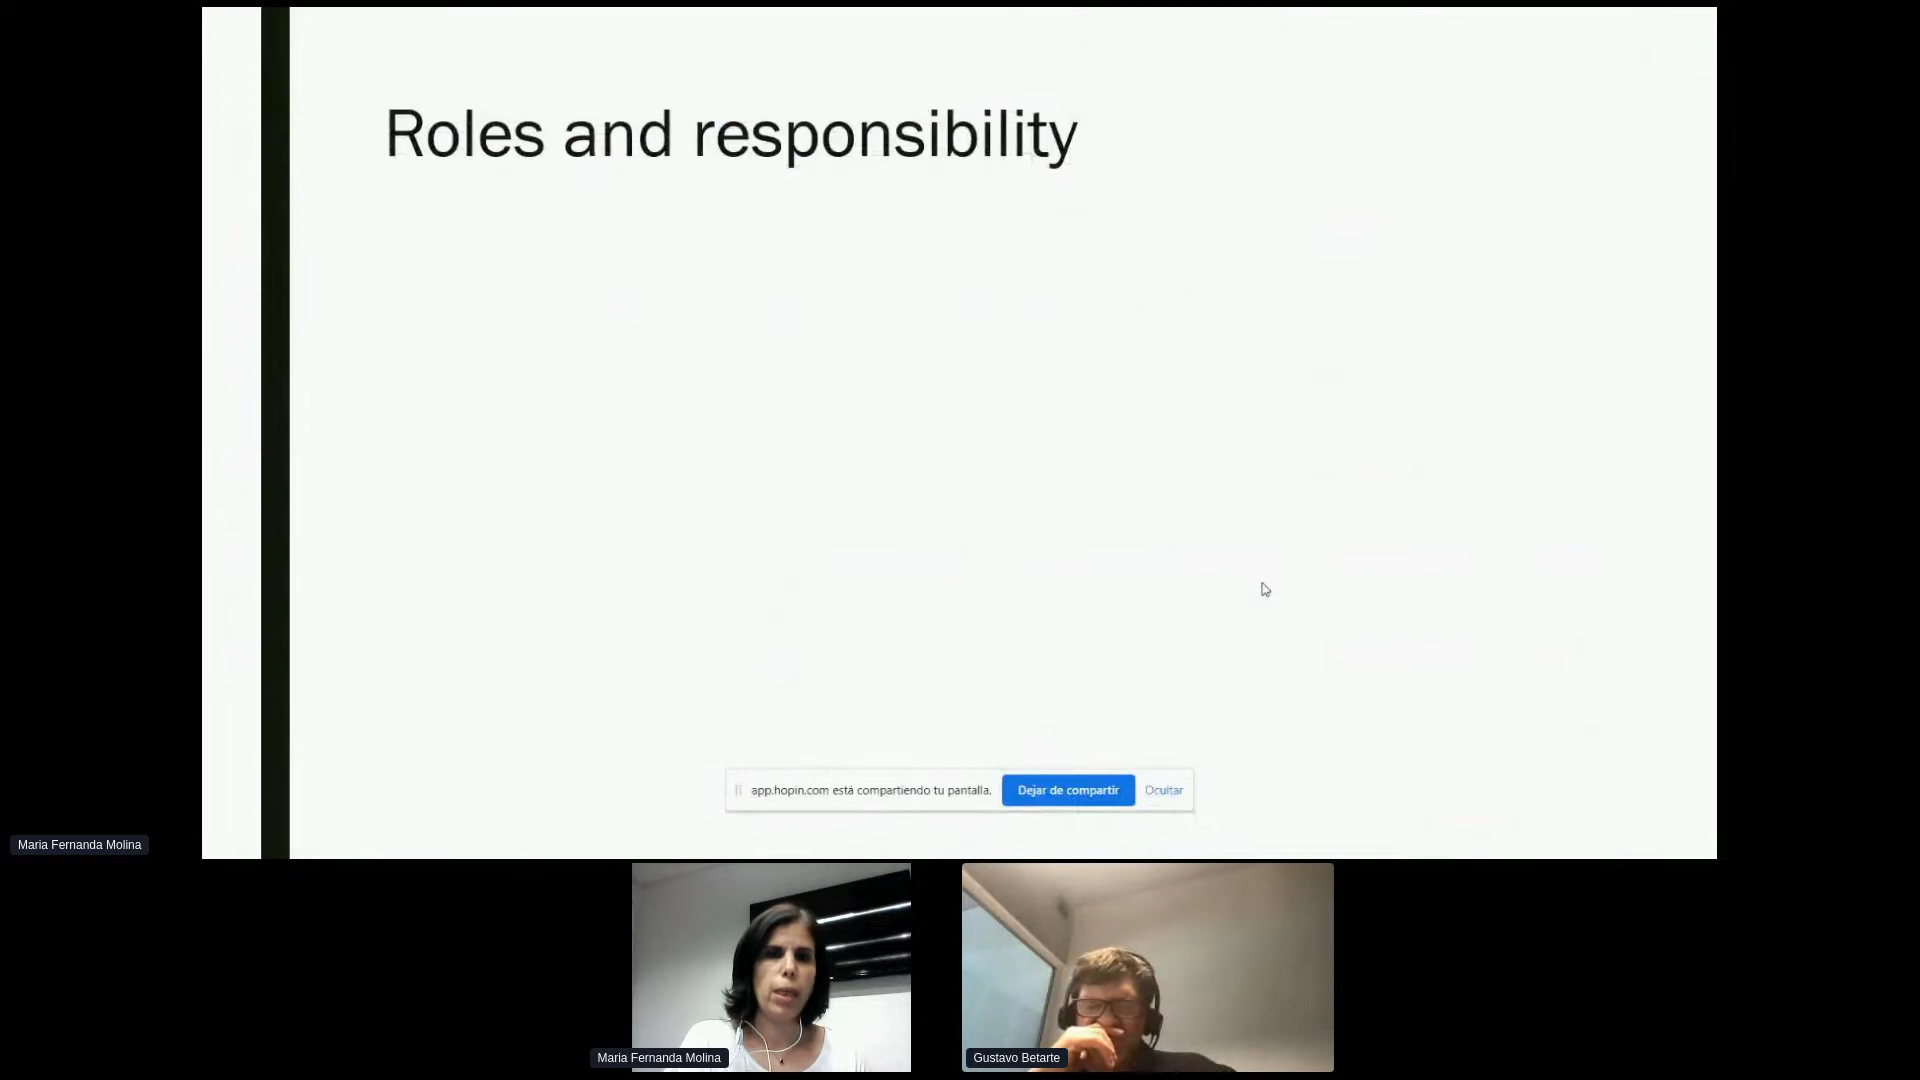 Roles and responsibility
app.hopin.com está compartiendo tu pantalla. Dejar de compartir Ocultar
Maria Fernanda Molina
Maria Fernanda Molina
Gustavo Betarte